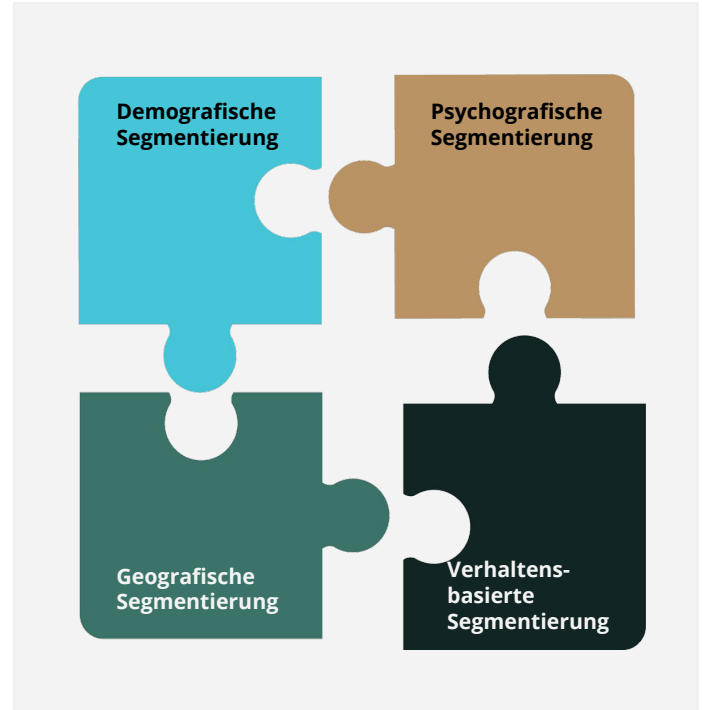 Demografische
Segmentierung
Psychografische
Segmentierung
Geografische
Segmentierung
Verhaltens-
basierte
Segmentierung